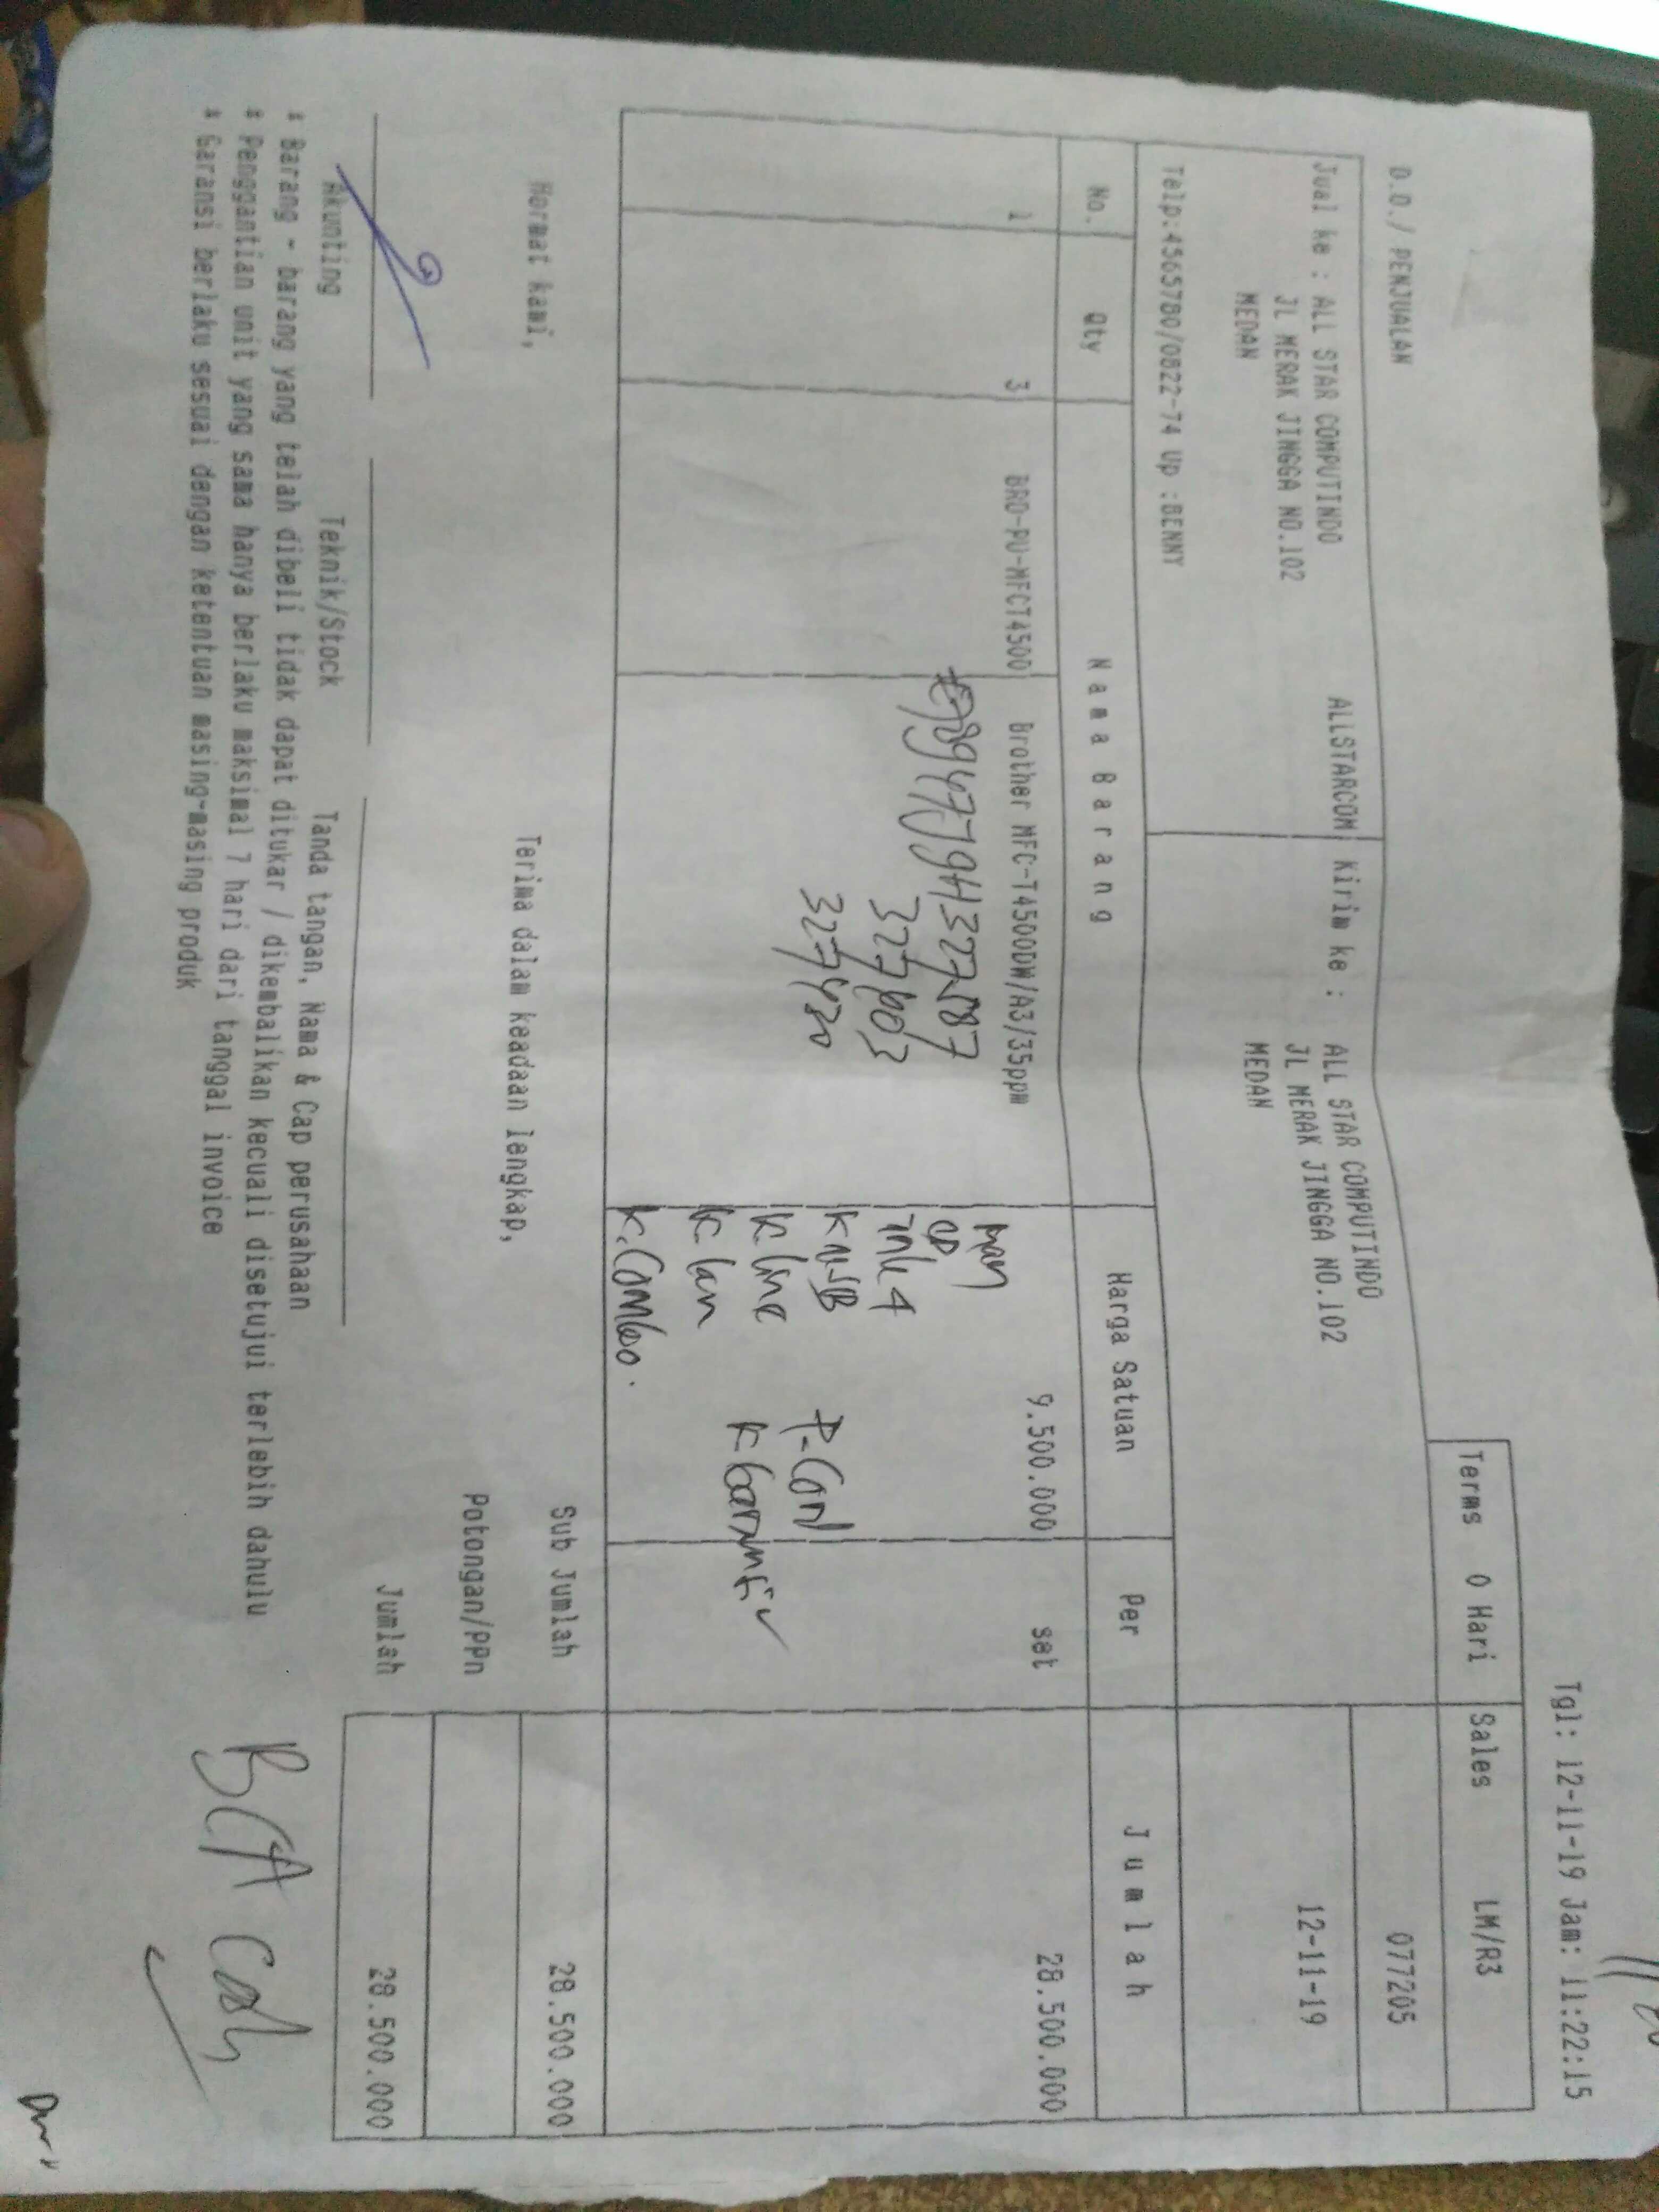 Tgl: 12-11-19 Jam: 11:22:15
D.O./ PENJUALAN
Terms 0 Hari Sales LM/R3
Jual ke : ALL STAR COMPUTINDO ALLSTARCOM Kirim ke : ALL STAR COMPUTINDO 077205
JL MERAK JINGGA NO.102 JL MERAK JINGGA NO.102 12-11-19
MEDAN MEDAN
Telp:4565780/0822-74 Up :BENNY
No. Qty Nama Barang Harga Satuan Per Jumlah
1 3 BRO-PU-MFCT4500 Brother MFC-T4500DW/A3/35ppm 9.500.000 set 28.500.000
Man
CD
ink 4
K USB P-Cord
K-line K-Garansi
K-lan
K.Combo.
Sub Jumlah 28.500.000
Hormat kami, Terima dalam keadaan lengkap,
Potongan/PPn
Jumlah 28.500.000
Akunting Teknik/Stock Tanda tangan, Nama & Cap perusahaan
* Barang - barang yang telah dibeli tidak dapat ditukar / dikembalikan kecuali disetujui terlebih dahulu
* Penggantian unit yang sama hanya berlaku maksimal 7 hari dari tanggal invoice
* Garansi berlaku sesuai dengan ketentuan masing-masing produk
BCA Cash